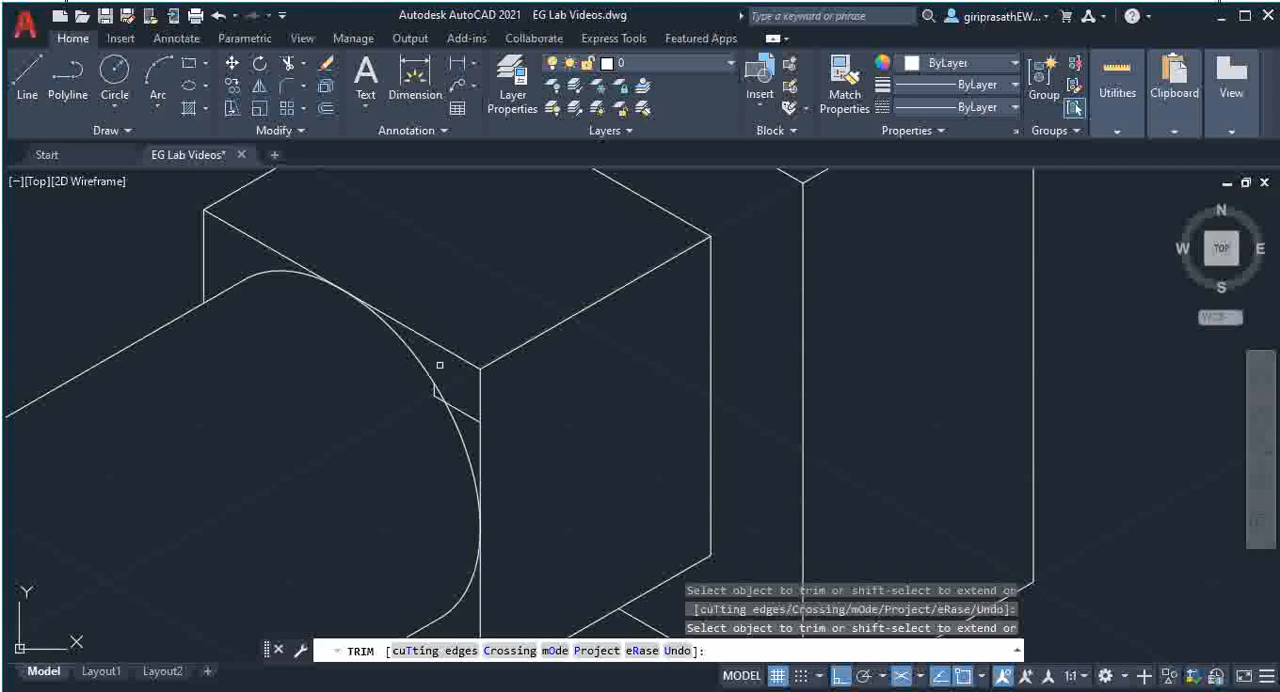 Autodesk AutoCAD 2021 EG Lab Videos.dwg
Type a keyword or phrase
giriprasathEW...
Home Insert Annotate Parametric View Manage Output Add-ins Collaborate Express Tools Featured Apps
0
ByLayer
ByLayer
ByLayer
Line Polyline Circle Arc
Text Dimension
Layer Properties
Insert
Match Properties
Group
Utilities
Clipboard
View
Draw Modify Annotation Layers Block Properties Groups
Start EG Lab Videos*
[−][Top][2D Wireframe]
N
W TOP E
S
Y
X
Select object to trim or shift-select to extend or
[cuTting edges/Crossing/mOde/Project/eRase/Undo]:
Select object to trim or shift-select to extend or
TRIM [cuTting edges Crossing mOde Project eRase Undo]:
Model Layout1 Layout2 +
MODEL 1:1